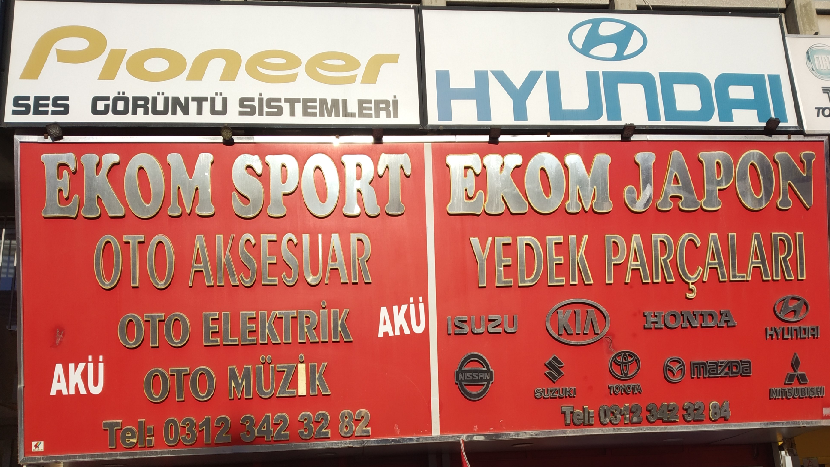 Pioneer
SES GÖRÜNTÜ SİSTEMLERİ
HYUNDAI
EKOM SPORT
OTO AKSESUAR
OTO ELEKTRİK
AKÜ
AKÜ
OTO MÜZİK
Tel: 0312 342 32 82
EKOM JAPON
YEDEK PARÇALARI
ISUZU
KIA
HONDA
HYUNDAI
NISSAN
SUZUKI
TOYOTA
mazda
MITSUBISHI
Tel: 0312 342 32 84